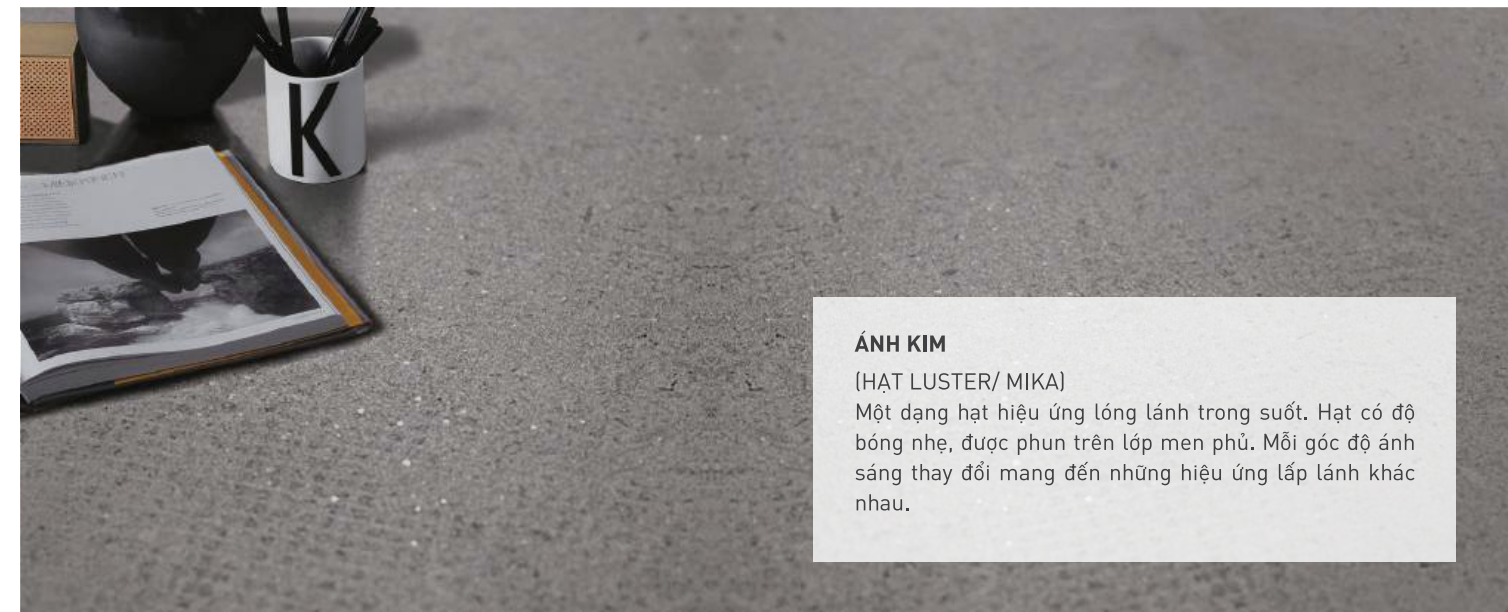 K
ÁNH KIM
(HẠT LUSTER/ MIKA)
Một dạng hạt hiệu ứng lóng lánh trong suốt. Hạt có độ
bóng nhẹ, được phun trên lớp men phủ. Mỗi góc độ ánh
sáng thay đổi mang đến những hiệu ứng lấp lánh khác
nhau.